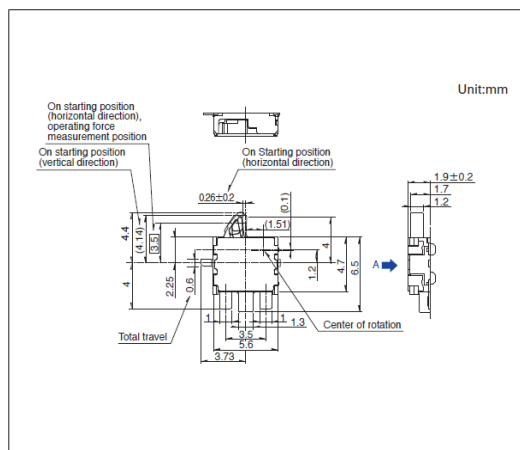 Unit:mm
On starting position
(horizontal direction),
operating force
measurement position
On starting position
(vertical direction)
On Starting position
(horizontal direction)
0.26±0.2
(0.1)
(1.51)
4.4
(4.14)
3.5
4
2.25
0.6
4
1.2
4.7
6.5
1
1
1.3
3.5
5.6
3.73
Total travel
Center of rotation
1.9±0.2
1.7
1.2
A